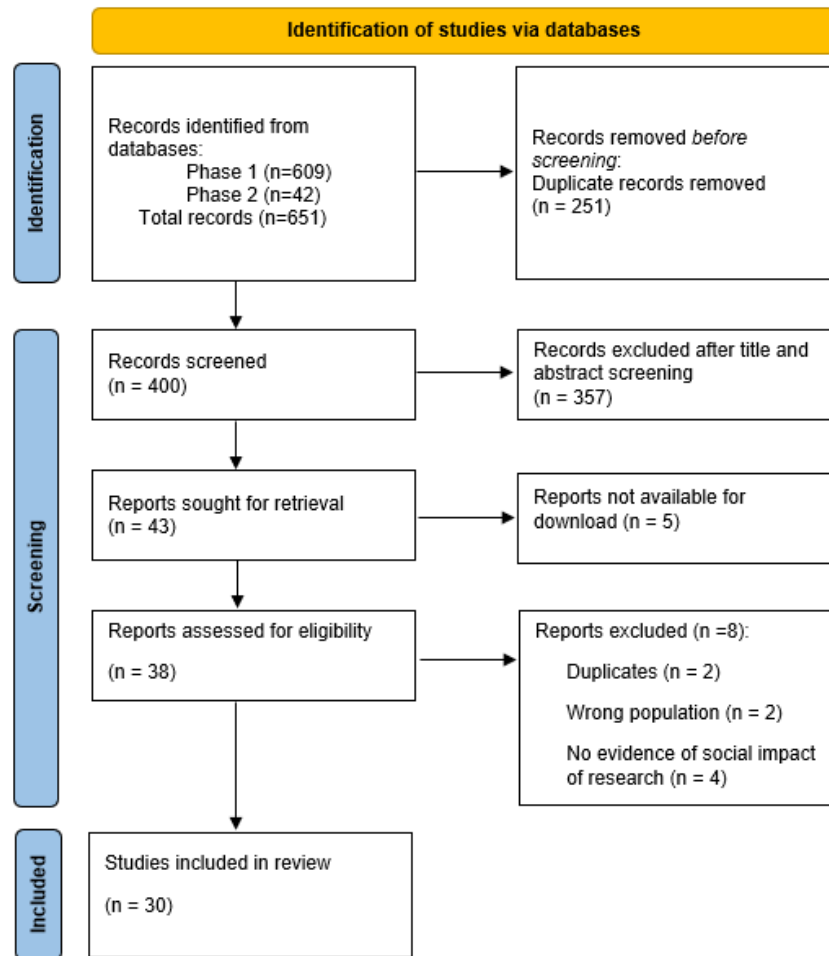 Identification of studies via databases
Identification
Records identified from
databases:
Phase 1 (n=609)
Phase 2 (n=42)
Total records (n=651)
Records removed before
screening:
Duplicate records removed
(n = 251)
Screening
Records screened
(n = 400)
Records excluded after title and
abstract screening
(n = 357)
Reports sought for retrieval
(n = 43)
Reports not available for
download (n = 5)
Reports assessed for eligibility
(n = 38)
Reports excluded (n =8):
Duplicates (n = 2)
Wrong population (n = 2)
No evidence of social impact
of research (n = 4)
Included
Studies included in review
(n = 30)